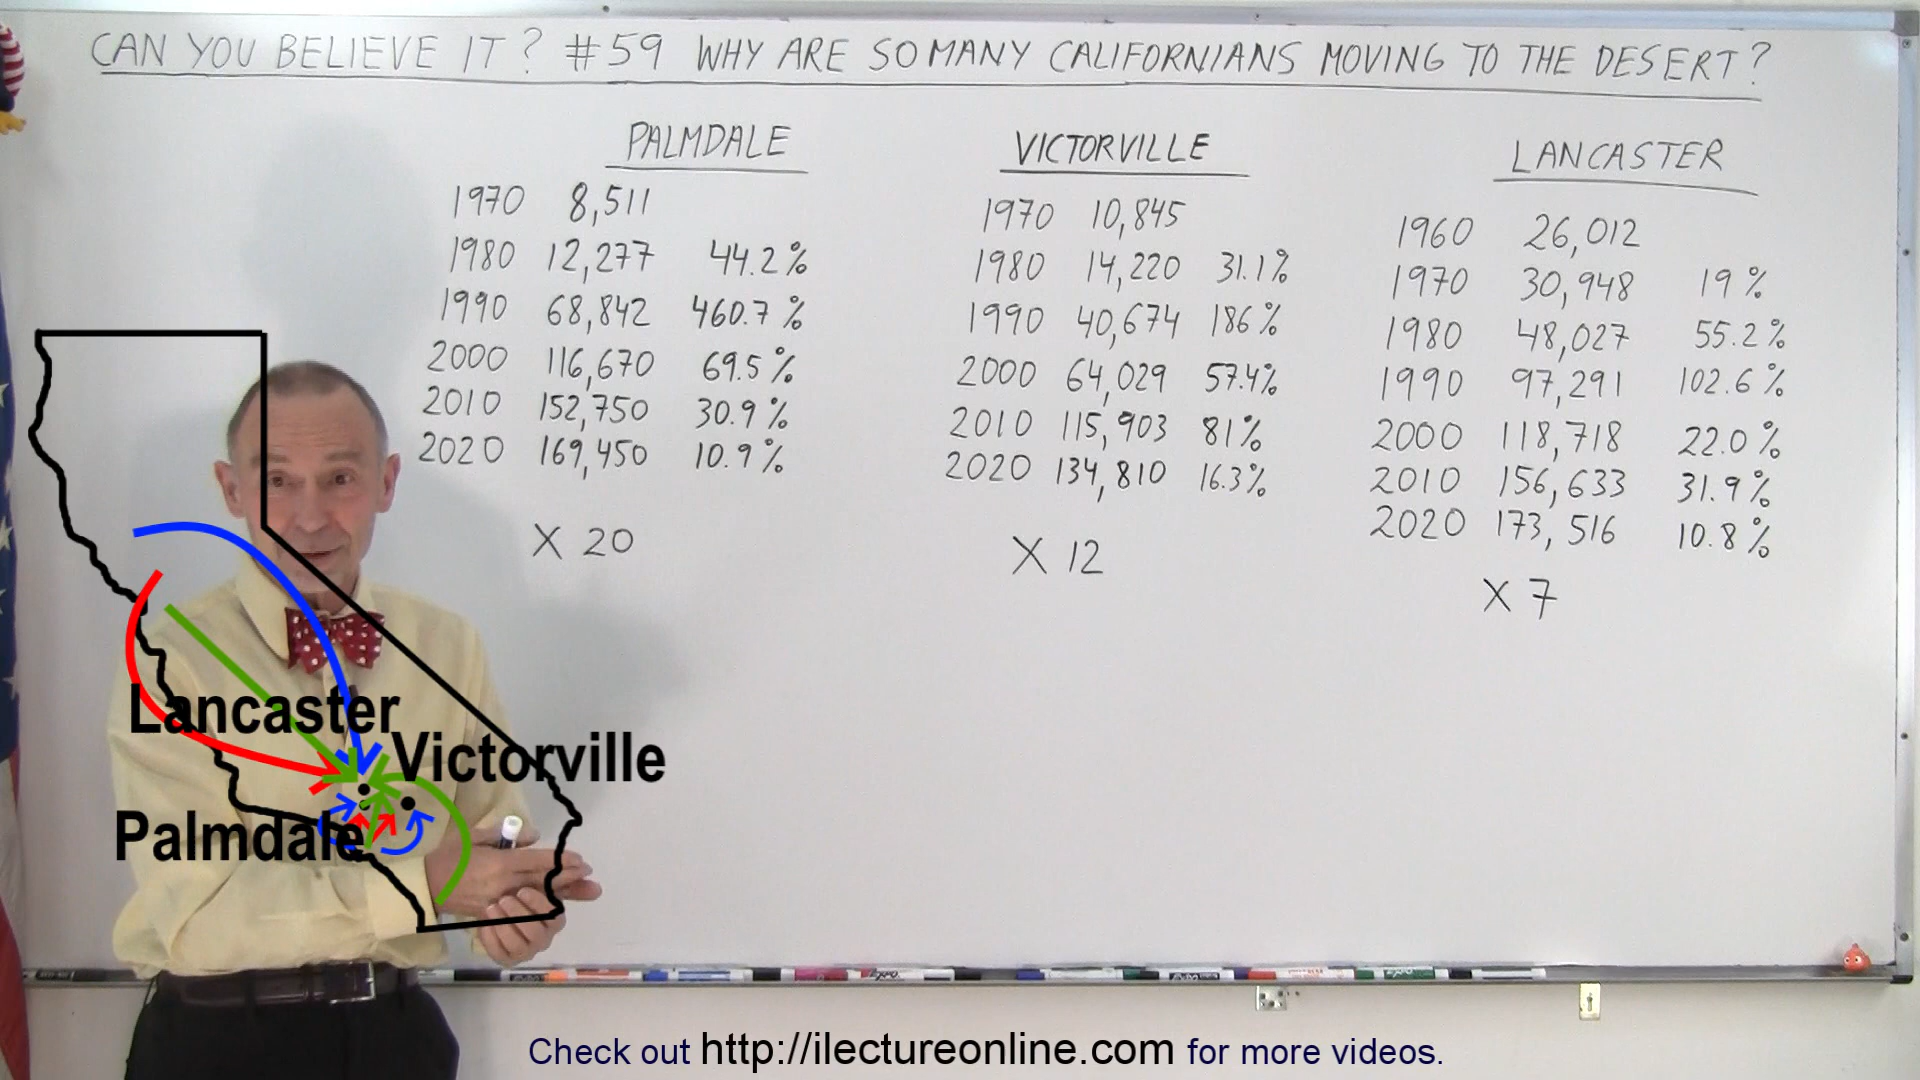 CAN YOU BELIEVE IT? #59 WHY ARE SO MANY CALIFORNIANS MOVING TO THE DESERT?
PALMDALE
1970 8,511
1980 12,277 44.2%
1990 68,842 460.7%
2000 116,670 69.5%
2010 152,750 30.9%
2020 169,450 10.9%
X 20
VICTORVILLE
1970 10,845
1980 14,220 31.1%
1990 40,674 186%
2000 64,029 57.4%
2010 115,903 81%
2020 134,810 16.3%
X 12
LANCASTER
1960 26,012
1970 30,948 19%
1980 48,027 55.2%
1990 97,291 102.6%
2000 118,718 22.0%
2010 156,633 31.9%
2020 173,516 10.8%
X 7
Lancaster
Victorville
Palmdale
Check out http://ilectureonline.com for more videos.